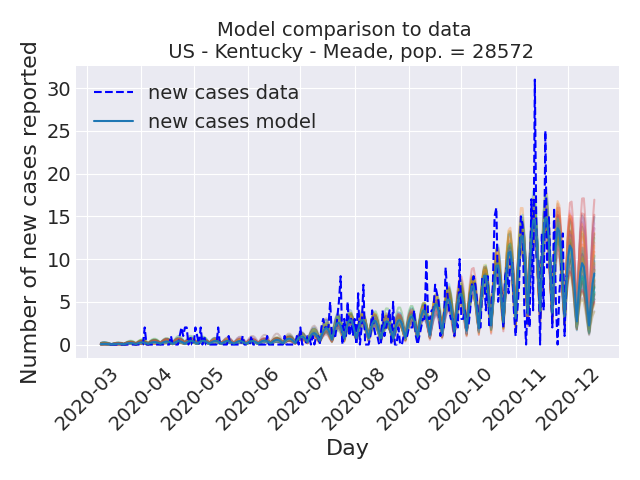 Model comparison to data
US - Kentucky - Meade, pop. = 28572
Number of new cases reported
30
25
20
15
10
5
0
new cases data
new cases model
2020-03
2020-04
2020-05
2020-06
2020-07
2020-08
2020-09
2020-10
2020-11
2020-12
Day